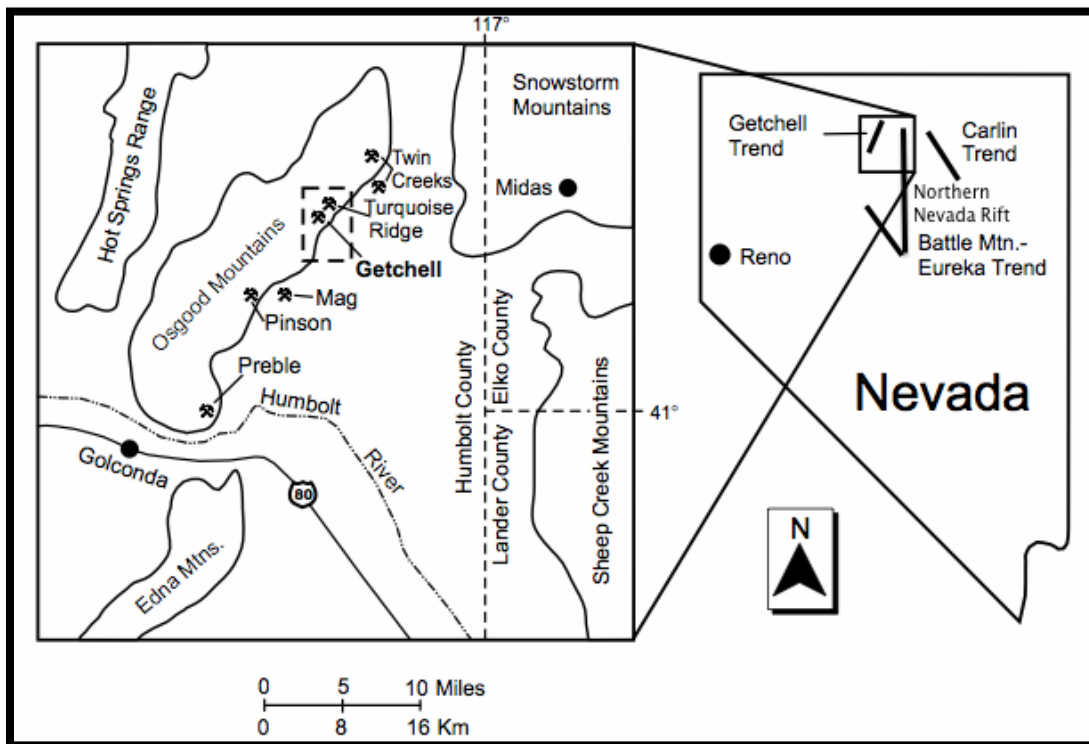 117°
Hot Springs Range
Snowstorm
Mountains
Twin
Creeks
Midas
Turquoise
Ridge
Getchell
Osgood Mountains
Mag
Pinson
Preble
Humbolt
River
Golconda
80
Edna Mtns.
Humbolt County
Elko County
Lander County
41°
Sheep Creek Mountains
Getchell
Trend
Carlin
Trend
Northern
Nevada Rift
Battle Mtn.-
Eureka Trend
Reno
Nevada
N
0 5 10 Miles
0 8 16 Km